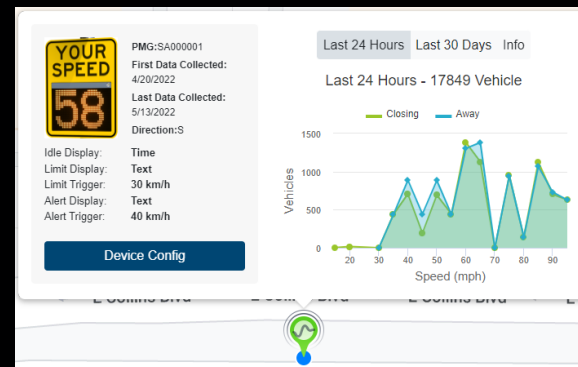 YOUR
SPEED
58
PMG:SA000001
First Data Collected:
4/20/2022
Last Data Collected:
5/13/2022
Direction:S
Idle Display: Time
Limit Display: Text
Limit Trigger: 30 km/h
Alert Display: Text
Alert Trigger: 40 km/h
Device Config
Last 24 Hours Last 30 Days Info
Last 24 Hours - 17849 Vehicle
Closing Away
Vehicles
1500
1000
500
0
20 30 40 50 60 70 80 90
Speed (mph)
E Collins Blvd E Collins Blvd E Collins Blvd